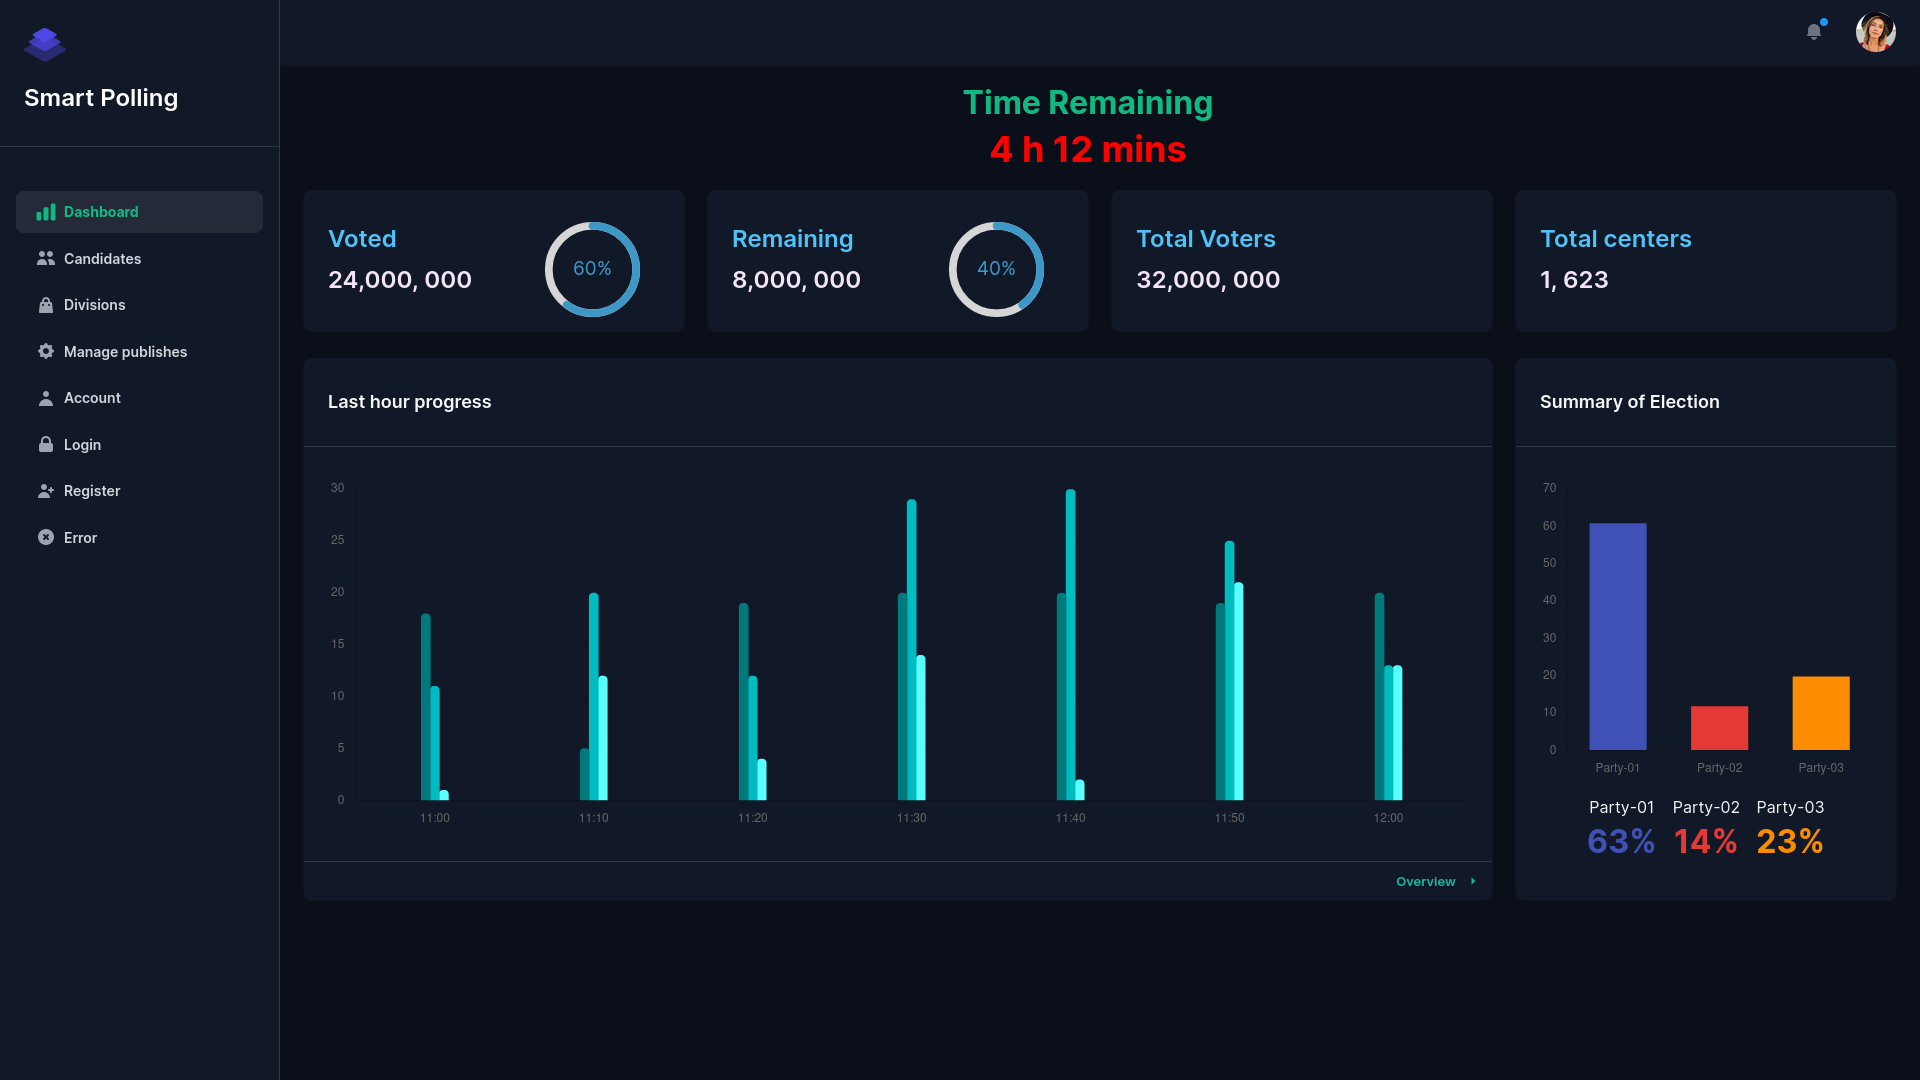 Smart Polling
Dashboard
Candidates
Divisions
Manage publishes
Account
Login
Register
Error
Time Remaining
4 h 12 mins
Voted
24,000, 000
60%
Remaining
8,000, 000
40%
Total Voters
32,000, 000
Total centers
1, 623
Last hour progress
30
25
20
15
10
5
0
11:00 11:10 11:20 11:30 11:40 11:50 12:00
Overview
Summary of Election
70
60
50
40
30
20
10
0
Party-01 Party-02 Party-03
Party-01 Party-02 Party-03
63% 14% 23%